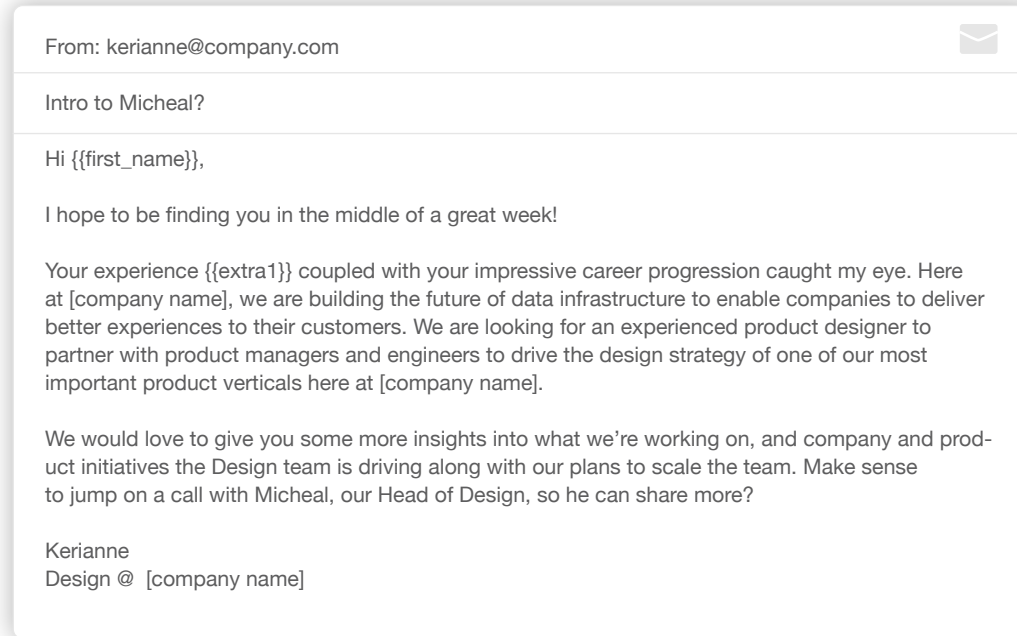 From: kerianne@company.com
Intro to Micheal?
Hi {{first_name}},
I hope to be finding you in the middle of a great week!
Your experience {{extra1}} coupled with your impressive career progression caught my eye. Here
at [company name], we are building the future of data infrastructure to enable companies to deliver
better experiences to their customers. We are looking for an experienced product designer to
partner with product managers and engineers to drive the design strategy of one of our most
important product verticals here at [company name].
We would love to give you some more insights into what we’re working on, and company and prod-
uct initiatives the Design team is driving along with our plans to scale the team. Make sense
to jump on a call with Micheal, our Head of Design, so he can share more?
Kerianne
Design @  [company name]